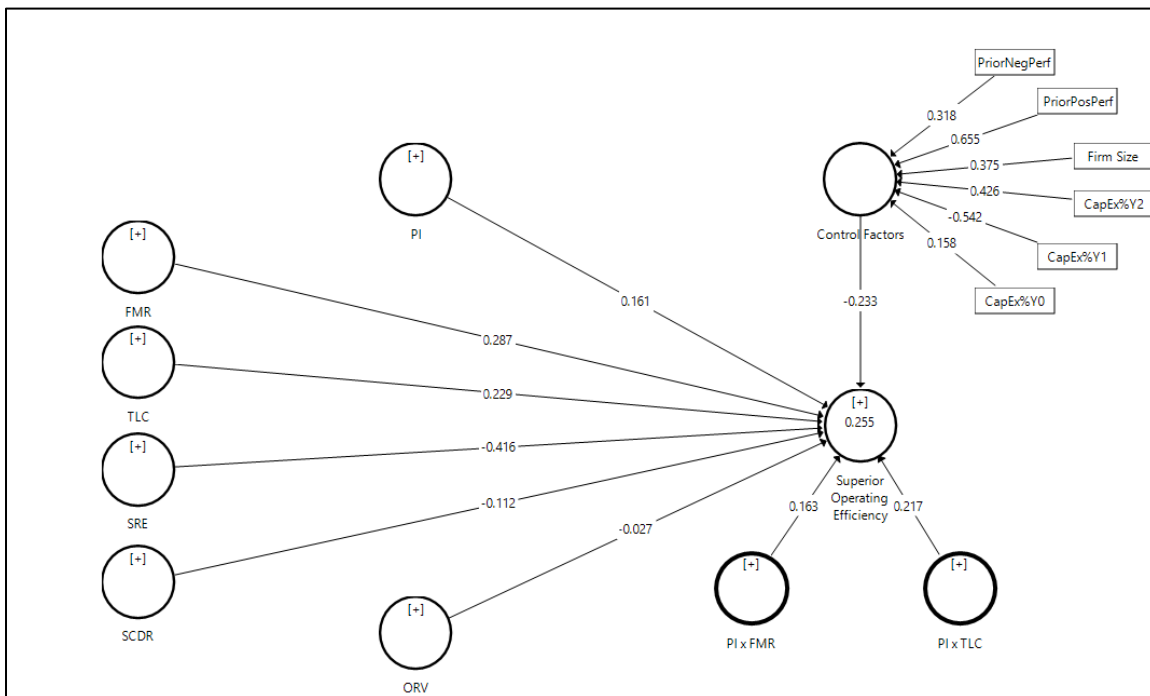 PriorNegPerf
PriorPosPerf
0.318
[+]
0.655
Firm Size
0.375
0.426
CapEx%Y2
-0.542
PI
Control Factors
0.158
CapEx%Y1
[+]
CapEx%Y0
FMR
0.161
-0.233
[+]
0.287
TLC
0.229
[+]
0.255
[+]
-0.416
SRE
Superior
Operating
Efficiency
-0.112
0.163
0.217
-0.027
[+]
[+]
[+]
SCDR
[+]
PI x FMR
PI x TLC
ORV